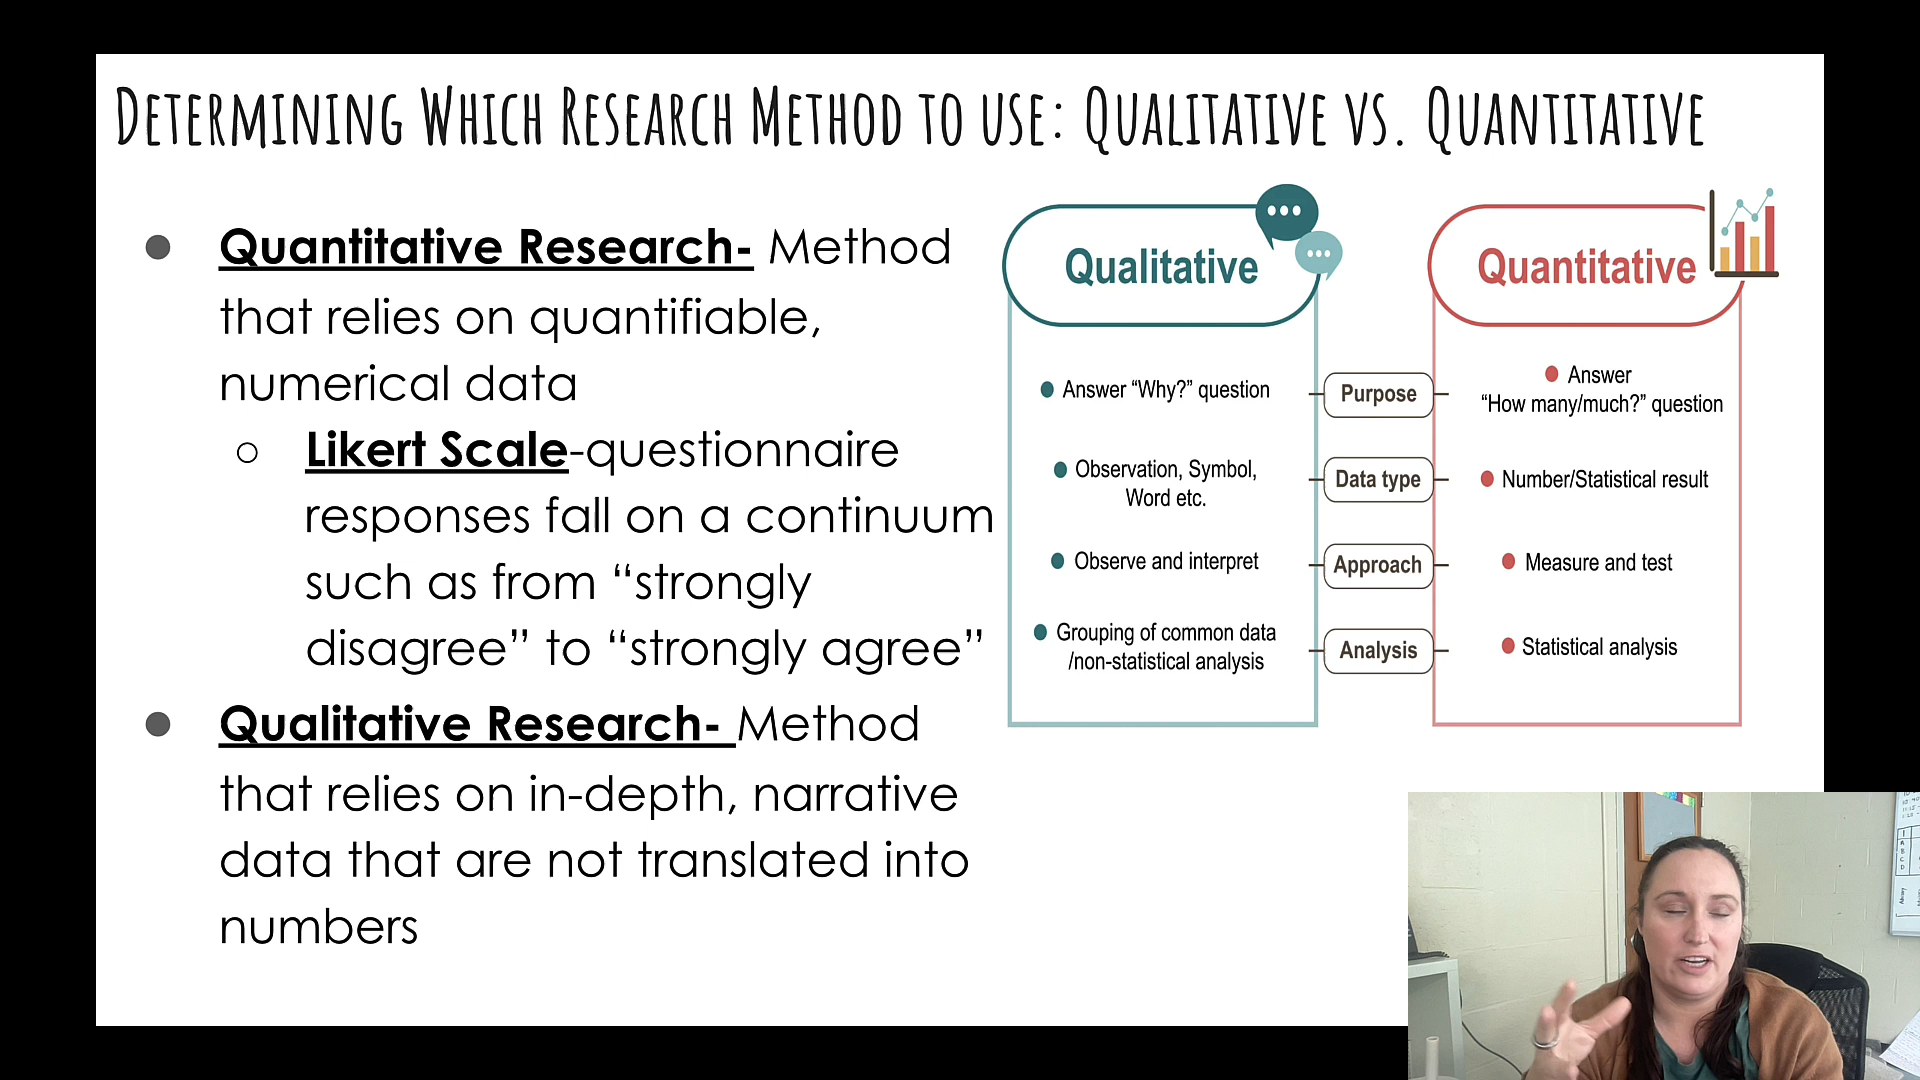 Determining Which Research Method to use: Qualitative vs. Quantitative
Quantitative Research- Method
that relies on quantifiable,
numerical data
Likert Scale-questionnaire
responses fall on a continuum
such as from “strongly
disagree” to “strongly agree”
Qualitative Research- Method
that relies on in-depth, narrative
data that are not translated into
numbers
Qualitative
Quantitative
Answer “Why?” question
Purpose
Answer
“How many/much?” question
Observation, Symbol,
Word etc.
Data type
Number/Statistical result
Observe and interpret
Approach
Measure and test
Grouping of common data
/non-statistical analysis
Analysis
Statistical analysis